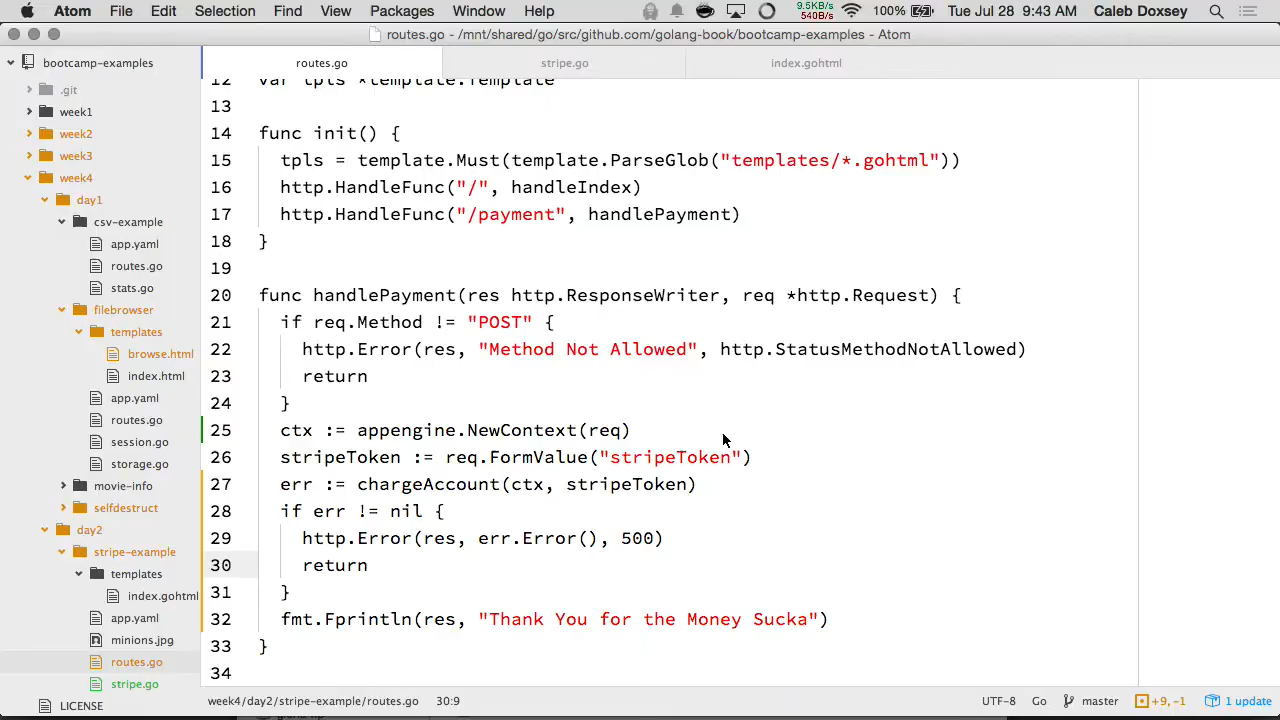 Atom File Edit Selection Find View Packages Window Help 9.5KB/s 540B/s 100% Tue Jul 28 9:43 AM Caleb Doxsey
routes.go - /mnt/shared/go/src/github.com/golang-book/bootcamp-examples - Atom
bootcamp-examples
.git
week1
week2
week3
week4
day1
csv-example
app.yaml
routes.go
stats.go
filebrowser
templates
browse.html
index.html
app.yaml
routes.go
session.go
storage.go
movie-info
selfdestruct
day2
stripe-example
templates
index.gohtml
app.yaml
minions.jpg
routes.go
stripe.go
LICENSE
routes.go stripe.go index.gohtml
12 var tpls *template.Template
13
14 func init() {
15 tpls = template.Must(template.ParseGlob("templates/*.gohtml"))
16 http.HandleFunc("/", handleIndex)
17 http.HandleFunc("/payment", handlePayment)
18 }
19
20 func handlePayment(res http.ResponseWriter, req *http.Request) {
21 if req.Method != "POST" {
22 http.Error(res, "Method Not Allowed", http.StatusMethodNotAllowed)
23 return
24 }
25 ctx := appengine.NewContext(req)
26 stripeToken := req.FormValue("stripeToken")
27 err := chargeAccount(ctx, stripeToken)
28 if err != nil {
29 http.Error(res, err.Error(), 500)
30 return
31 }
32 fmt.Fprintln(res, "Thank You for the Money Sucka")
33 }
34
week4/day2/stripe-example/routes.go 30:9 UTF-8 Go master +9, -1 1 update